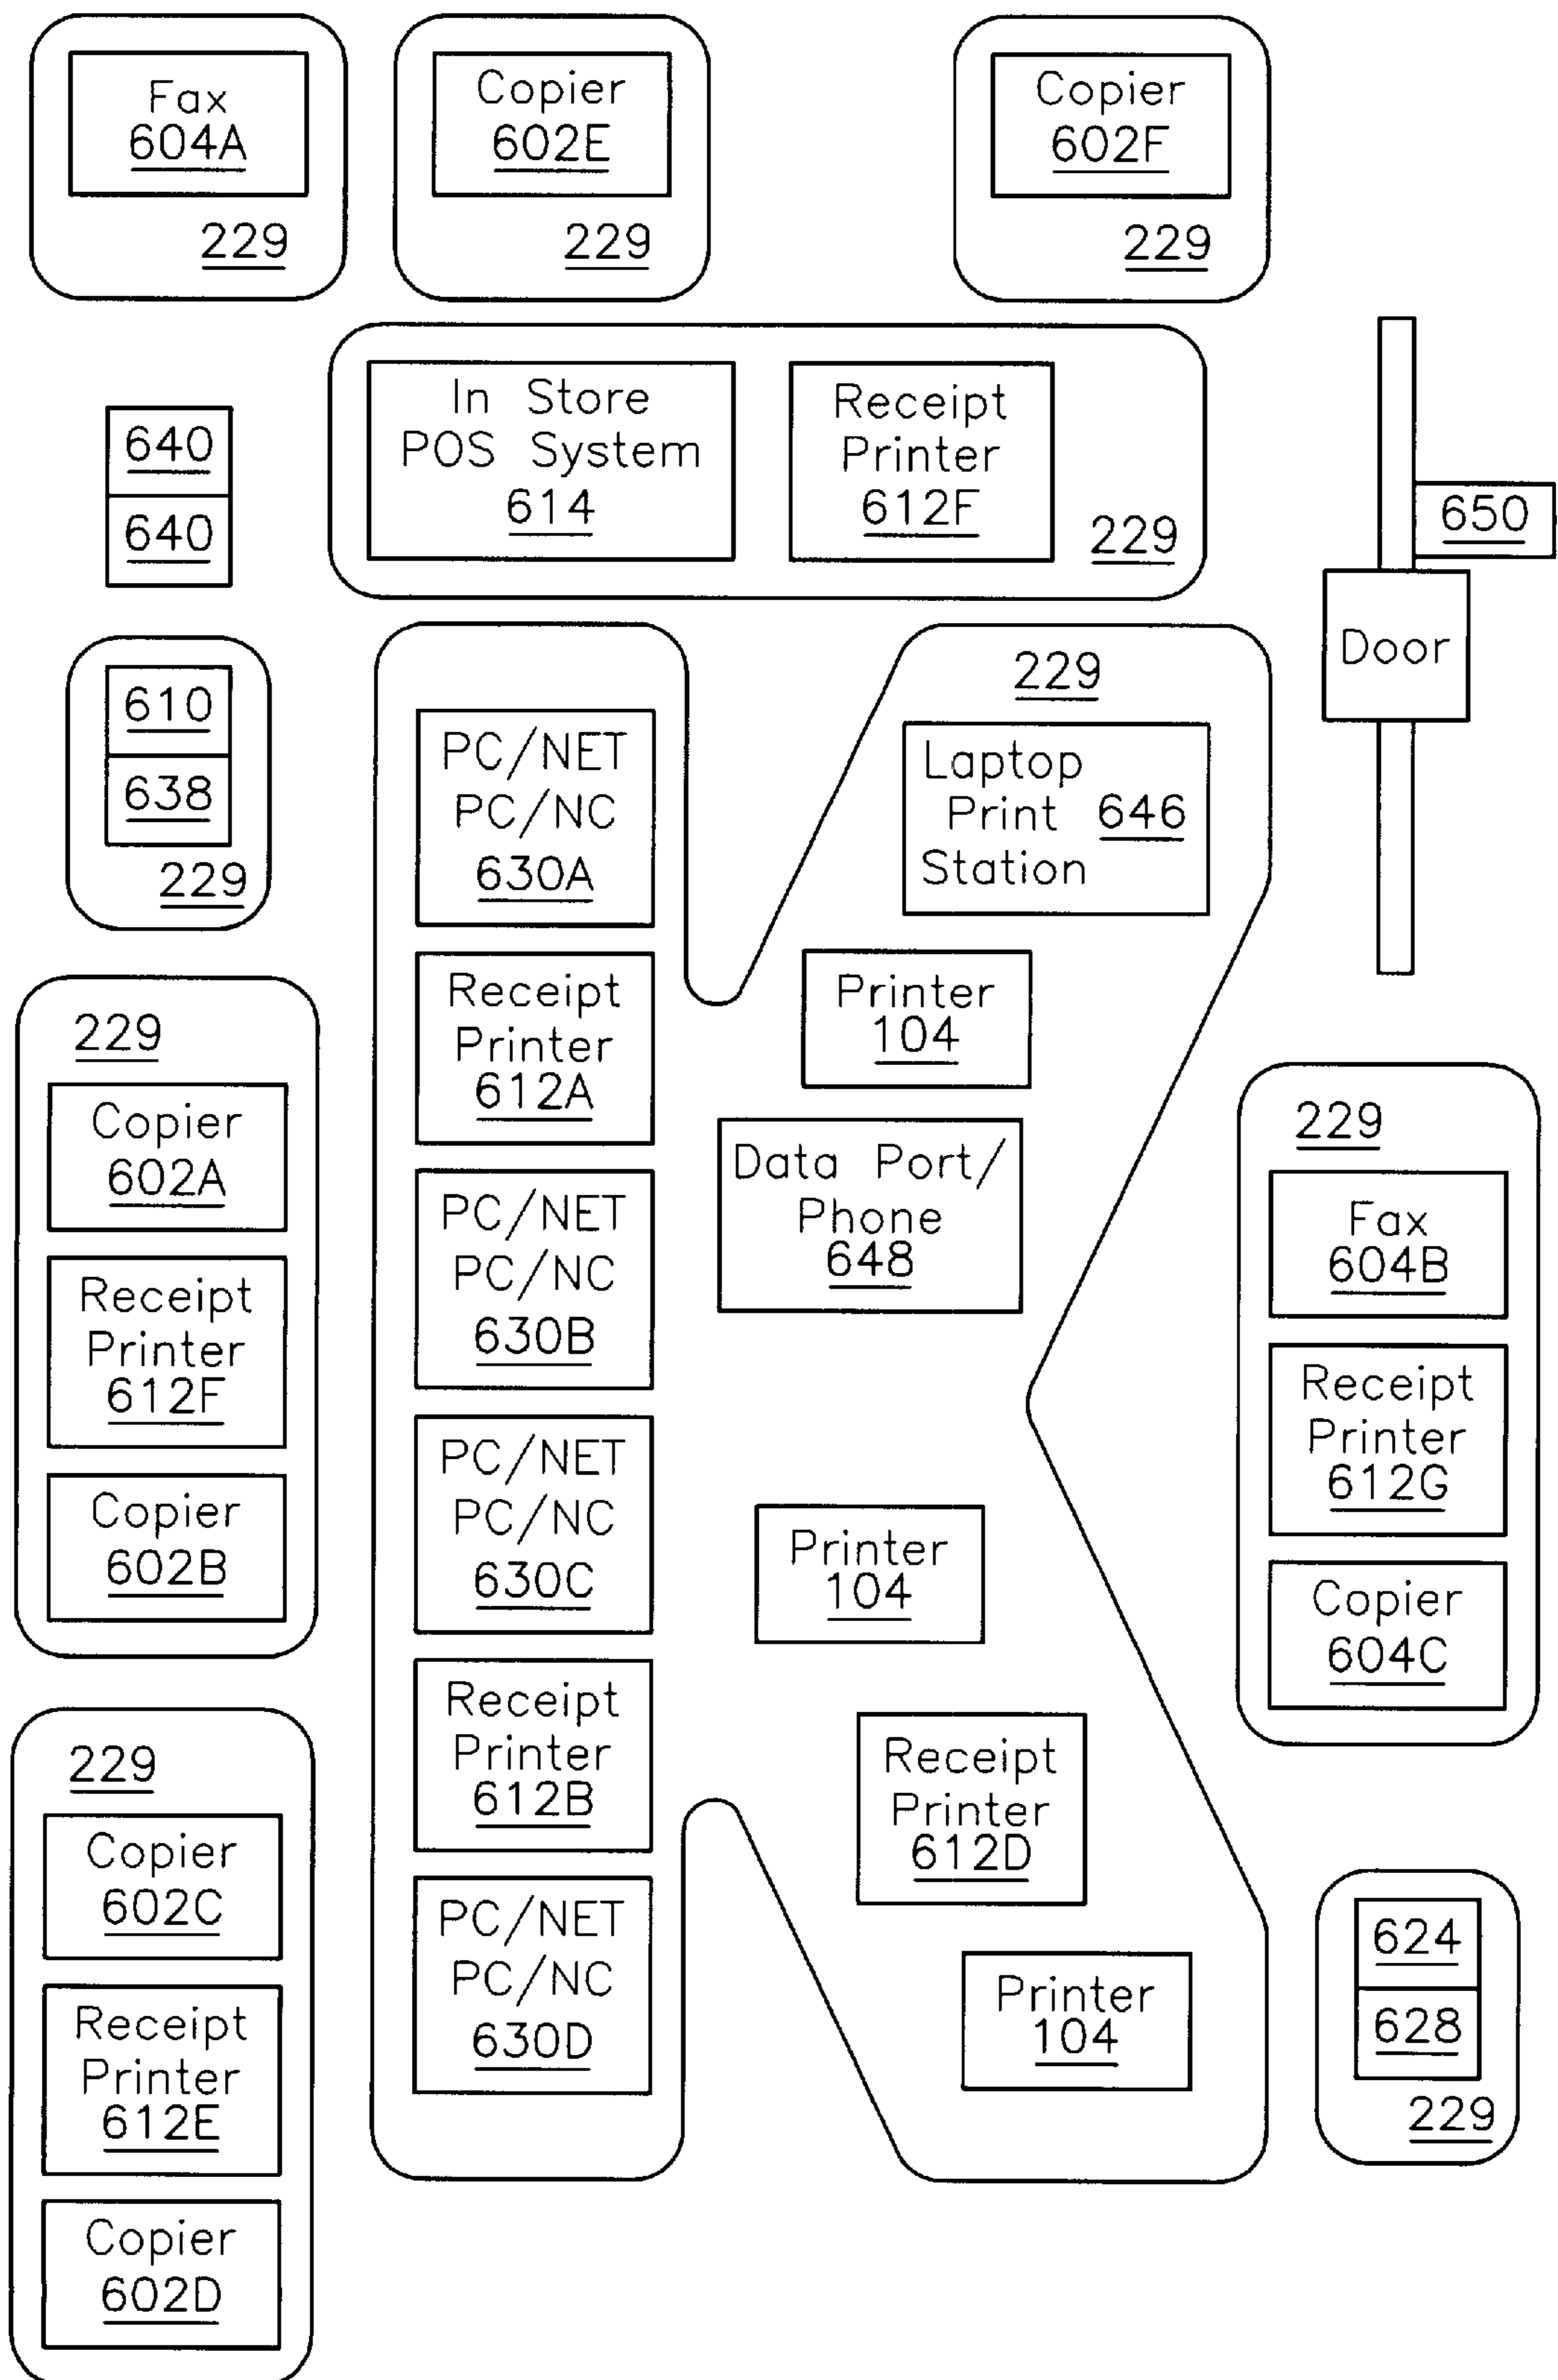 Fax
604A
229
Copier
602E
229
Copier
602F
229
In Store
POS System
614
Receipt
Printer
612F
229
640
640
650
Door
610
638
229
PC/NET
PC/NC
630A
Receipt
Printer
612A
PC/NET
PC/NC
630B
PC/NET
PC/NC
630C
Receipt
Printer
612B
PC/NET
PC/NC
630D
229
Laptop
Print 646
Station
Printer
104
Data Port/
Phone
648
Printer
104
Receipt
Printer
612D
Printer
104
229
Copier
602A
Receipt
Printer
612F
Copier
602B
229
Copier
602C
Receipt
Printer
612E
Copier
602D
229
Fax
604B
Receipt
Printer
612G
Copier
604C
624
628
229